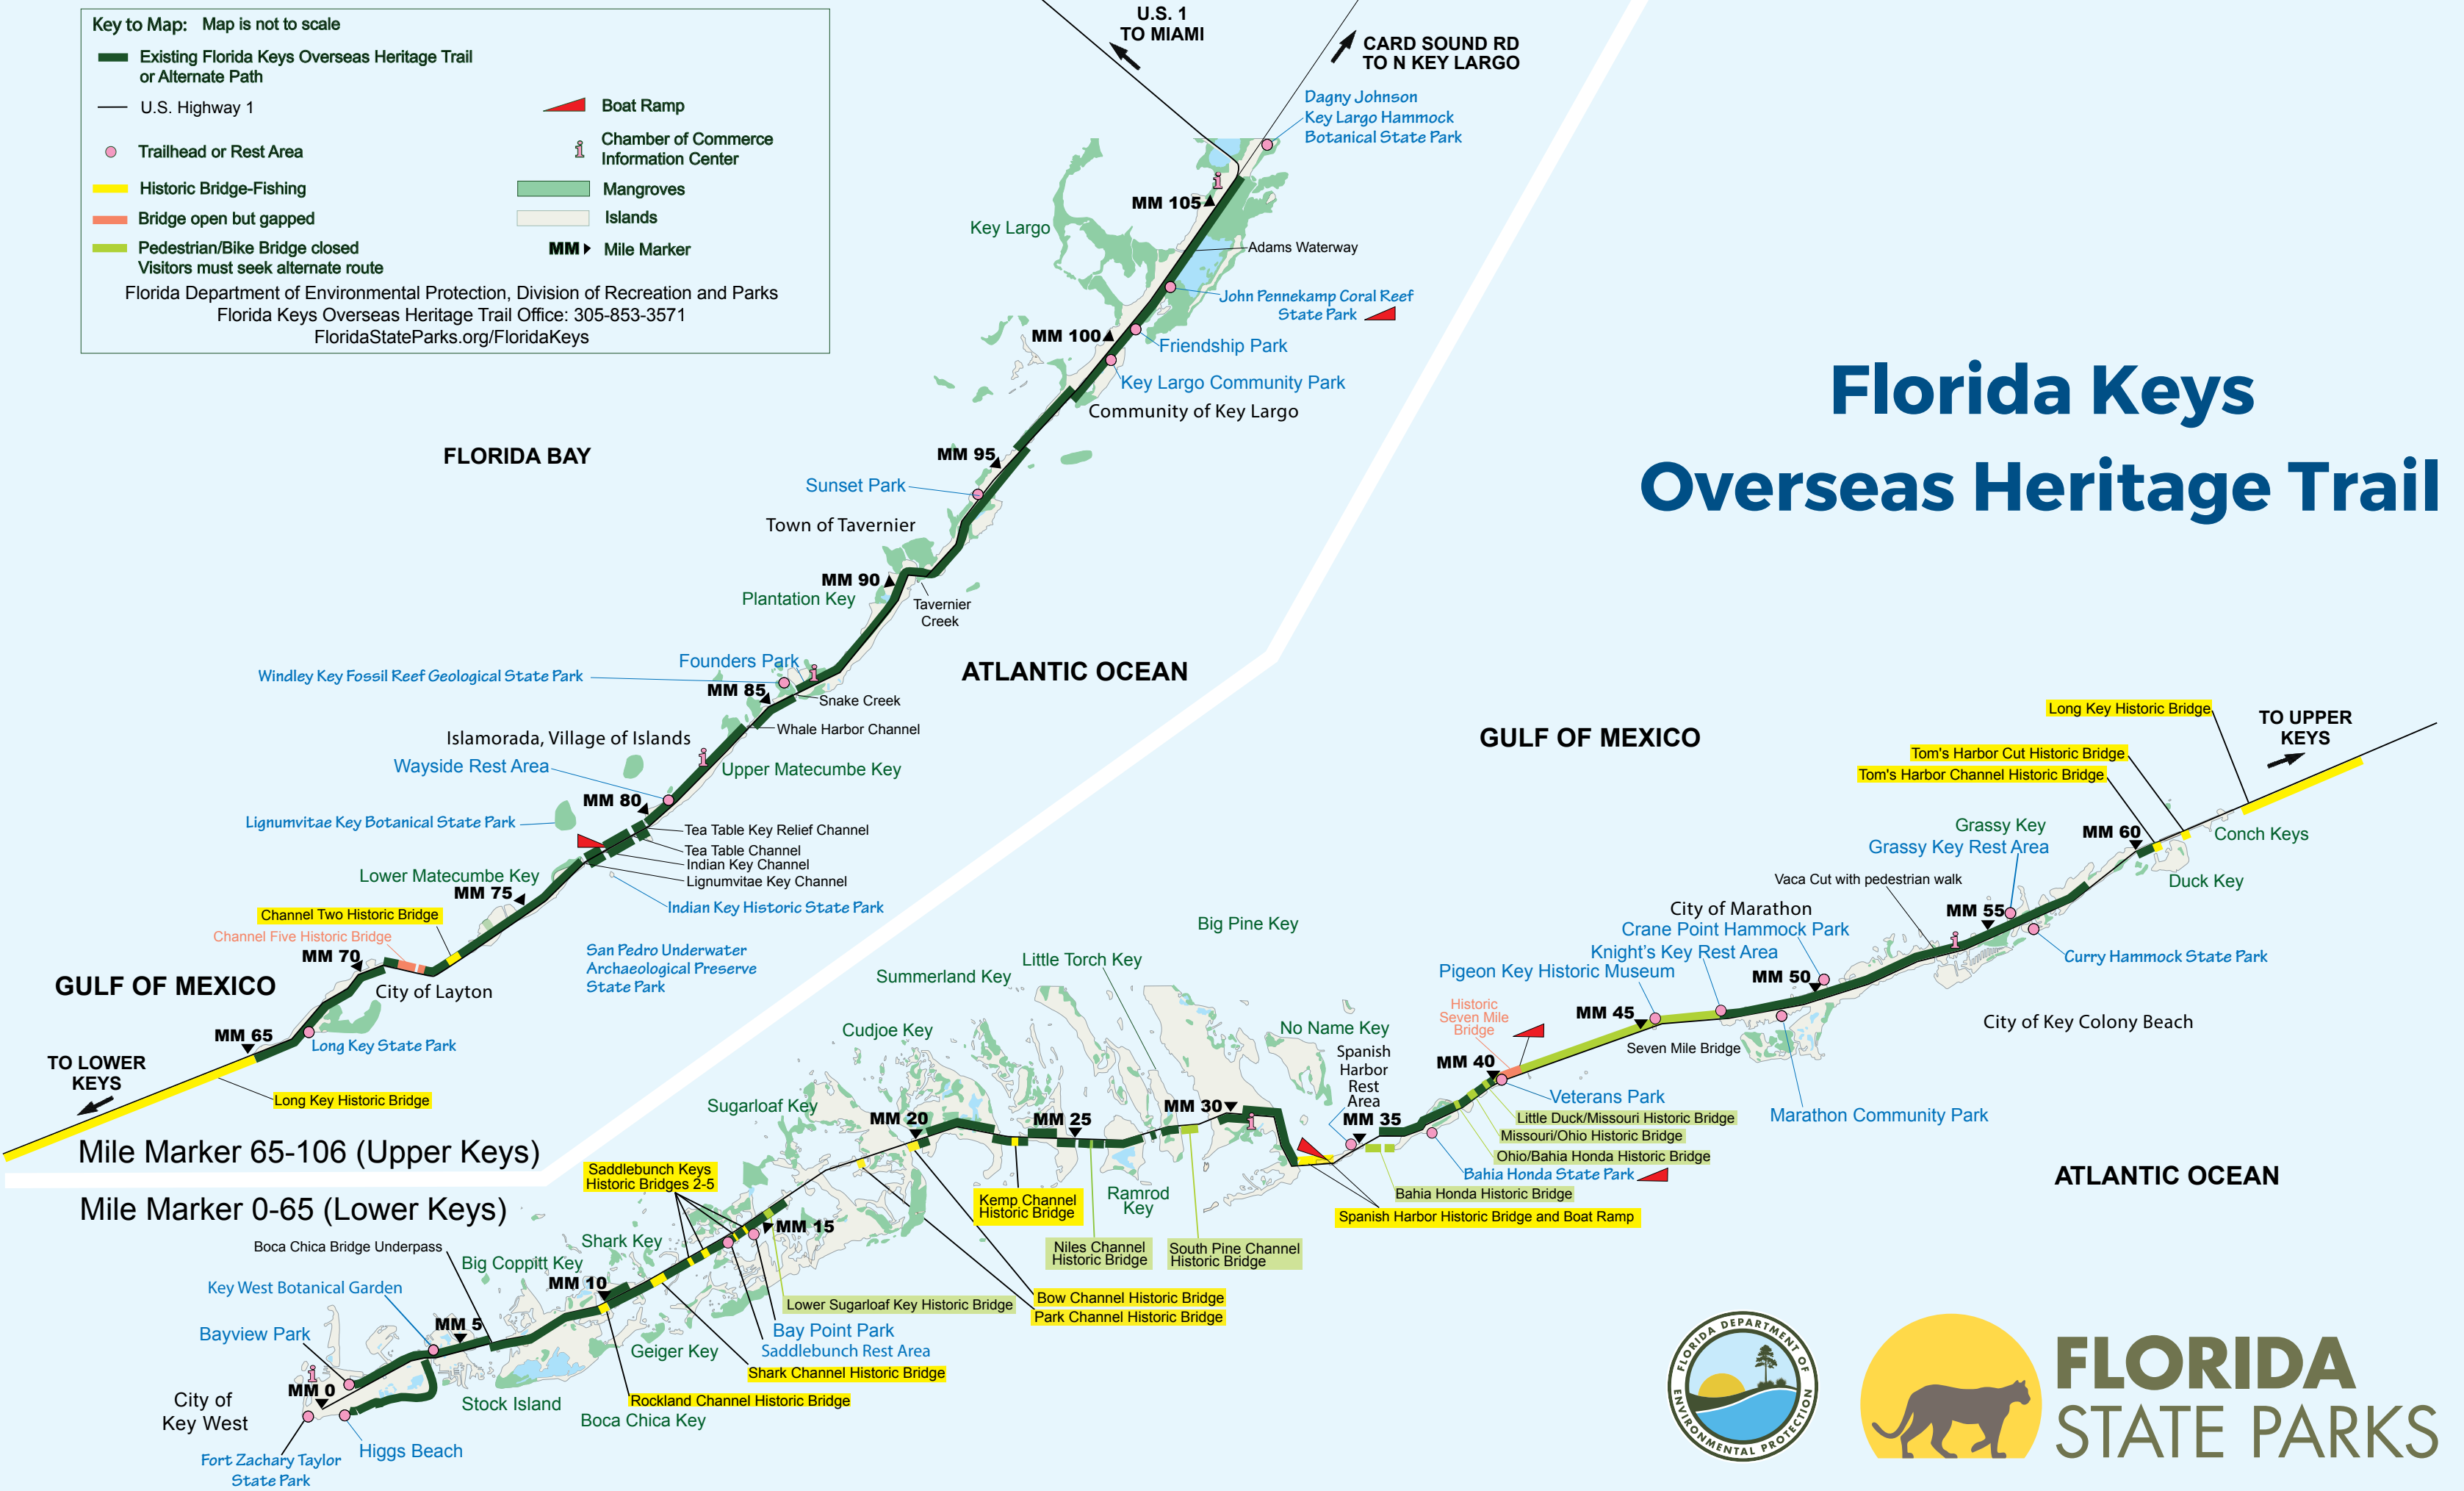 Key to Map: Map is not to scale
Existing Florida Keys Overseas Heritage Trail
or Alternate Path
U.S. Highway 1
Trailhead or Rest Area
Historic Bridge-Fishing
Bridge open but gapped
Pedestrian/Bike Bridge closed
Visitors must seek alternate route
Boat Ramp
i
Chamber of Commerce
Information Center
Mangroves
Islands
MM
Mile Marker
Florida Department of Environmental Protection, Division of Recreation and Parks
Florida Keys Overseas Heritage Trail Office: 305-853-3571
FloridaStateParks.org/FloridaKeys
U.S. 1
TO MIAMI
CARD SOUND RD
TO N KEY LARGO
Dagny Johnson
Key Largo Hammock
Botanical State Park
i
MM 105
Key Largo
Adams Waterway
John Pennekamp Coral Reef
State Park
MM 100
Friendship Park
Key Largo Community Park
Community of Key Largo
Florida Keys
Overseas Heritage Trail
FLORIDA BAY
MM 95
Sunset Park
Town of Tavernier
MM 90
Plantation Key
Tavernier
Creek
Founders Park
i
Windley Key Fossil Reef Geological State Park
ATLANTIC OCEAN
MM 85
Snake Creek
Whale Harbor Channel
Islamorada, Village of Islands
i
Wayside Rest Area
Upper Matecumbe Key
MM 80
Lignumvitae Key Botanical State Park
Tea Table Key Relief Channel
Tea Table Channel
Indian Key Channel
Lignumvitae Key Channel
Lower Matecumbe Key
MM 75
Indian Key Historic State Park
Channel Two Historic Bridge
Channel Five Historic Bridge
MM 70
San Pedro Underwater
Archaeological Preserve
State Park
GULF OF MEXICO
City of Layton
MM 65
Long Key State Park
TO LOWER
KEYS
Long Key Historic Bridge
Mile Marker 65-106 (Upper Keys)
Mile Marker 0-65 (Lower Keys)
GULF OF MEXICO
Long Key Historic Bridge
TO UPPER
KEYS
Tom's Harbor Cut Historic Bridge
Tom's Harbor Channel Historic Bridge
Grassy Key
Grassy Key Rest Area
MM 60
Conch Keys
Duck Key
Vaca Cut with pedestrian walk
City of Marathon
MM 55
i
Crane Point Hammock Park
Knight's Key Rest Area
Pigeon Key Historic Museum
MM 50
Curry Hammock State Park
City of Key Colony Beach
MM 45
Seven Mile Bridge
Historic
Seven Mile
Bridge
MM 40
Veterans Park
Marathon Community Park
Little Duck/Missouri Historic Bridge
Missouri/Ohio Historic Bridge
Ohio/Bahia Honda Historic Bridge
Bahia Honda State Park
Bahia Honda Historic Bridge
Spanish Harbor Historic Bridge and Boat Ramp
ATLANTIC OCEAN
Big Pine Key
Little Torch Key
Summerland Key
No Name Key
Spanish
Harbor
Rest
Area
MM 35
Cudjoe Key
MM 30
i
MM 25
MM 20
Sugarloaf Key
Ramrod
Key
Kemp Channel
Historic Bridge
Niles Channel
Historic Bridge
South Pine Channel
Historic Bridge
Bow Channel Historic Bridge
Park Channel Historic Bridge
Saddlebunch Keys
Historic Bridges 2-5
MM 15
Lower Sugarloaf Key Historic Bridge
Bay Point Park
Saddlebunch Rest Area
Shark Channel Historic Bridge
Rockland Channel Historic Bridge
Shark Key
Boca Chica Bridge Underpass
Big Coppitt Key
MM 10
Geiger Key
Boca Chica Key
Key West Botanical Garden
MM 5
Bayview Park
i
MM 0
Stock Island
City of
Key West
Higgs Beach
Fort Zachary Taylor
State Park
FLORIDA DEPARTMENT OF
ENVIRONMENTAL PROTECTION
FLORIDA
STATE PARKS